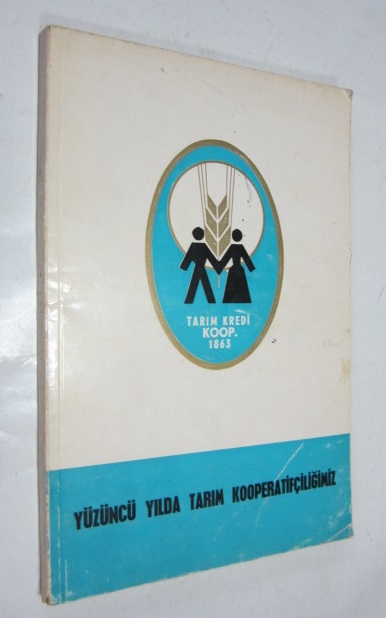 TARIM KREDİ
KOOP.
1863
YÜZÜNCÜ YILDA TARIM KOOPERATİFÇİLİĞİMİZ